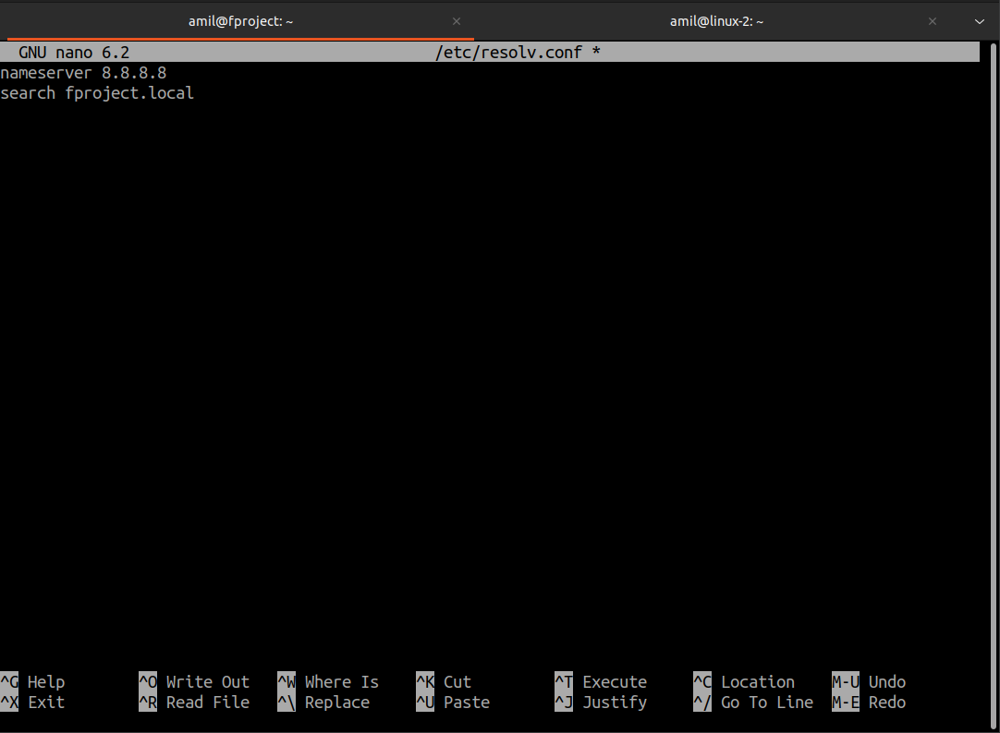 amil@fproject: ~ × amil@linux-2: ~ ×
GNU nano 6.2 /etc/resolv.conf *
nameserver 8.8.8.8
search fproject.local
^G Help ^O Write Out ^W Where Is ^K Cut ^T Execute ^C Location M-U Undo
^X Exit ^R Read File ^\ Replace ^U Paste ^J Justify ^/ Go To Line M-E Redo